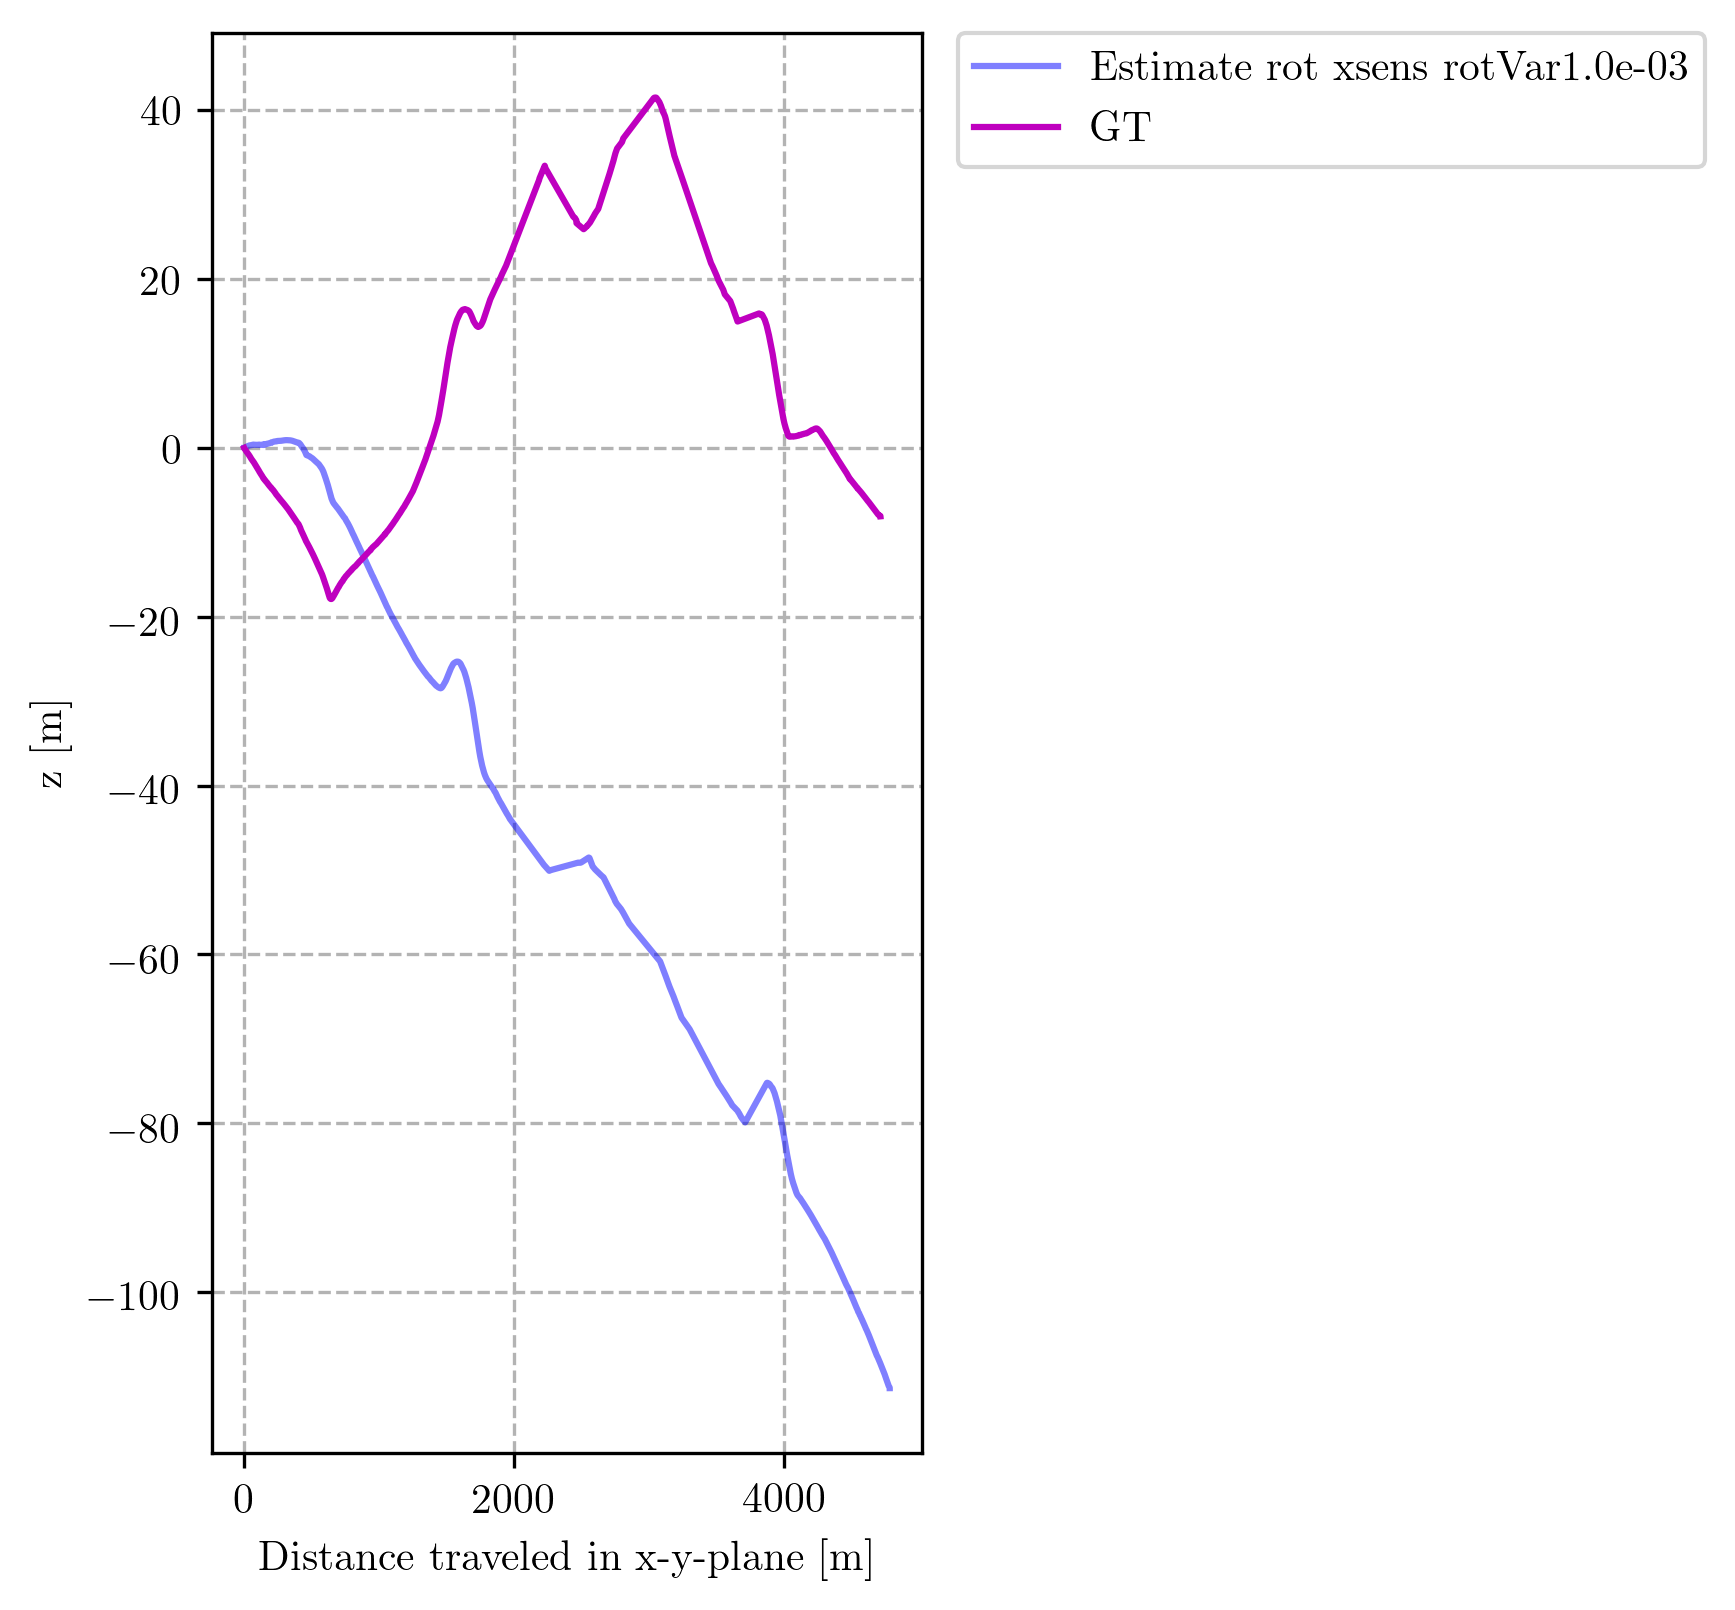 Estimate rot xsens rotVar1.0e-03
GT
40
20
0
−20
−40
−60
−80
−100
z [m]
0 2000 4000
Distance traveled in x-y-plane [m]